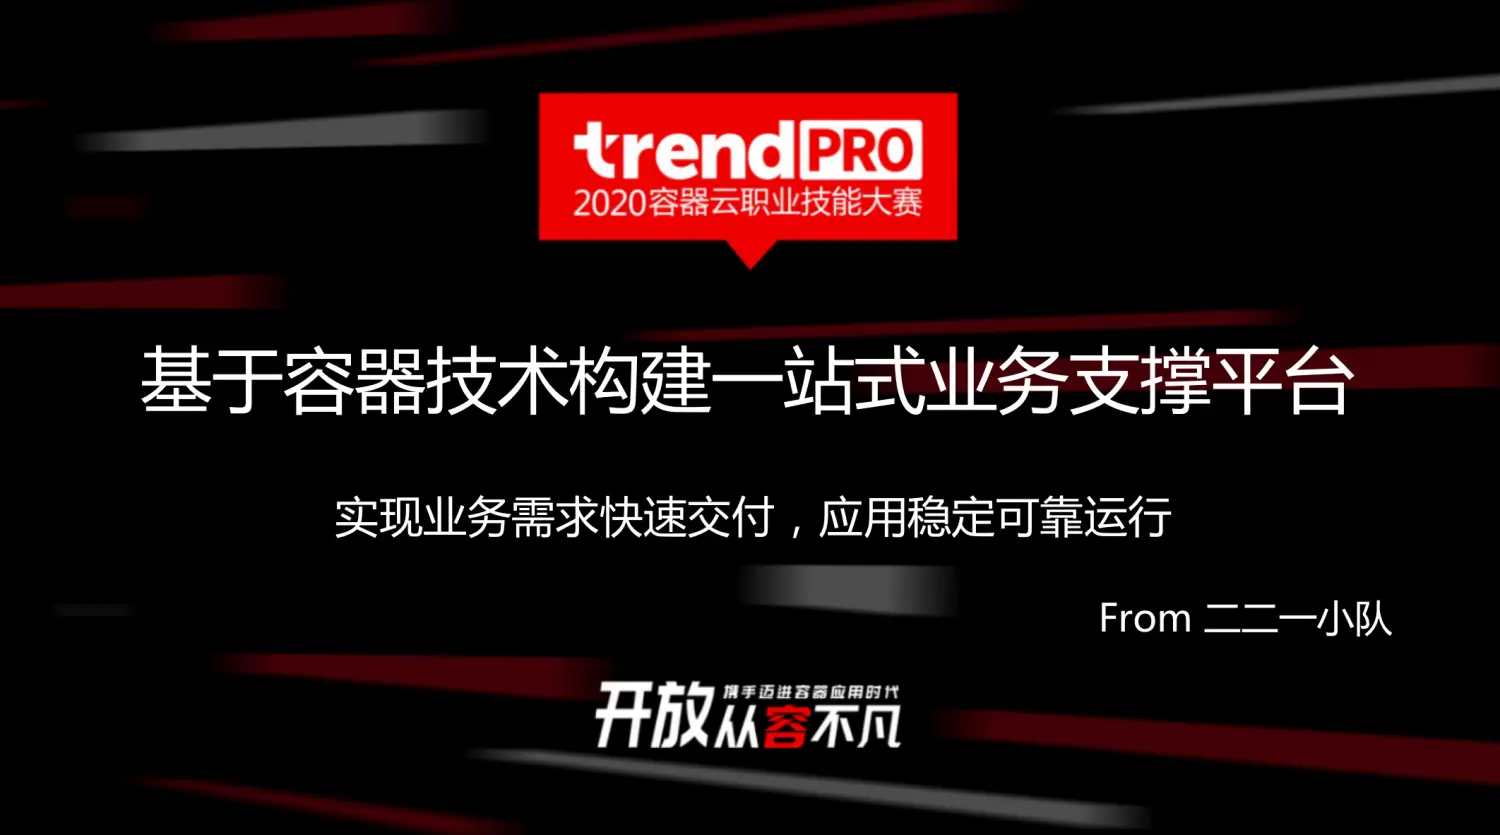 trendPRO
2020容器云职业技能大赛
基于容器技术构建一站式业务支撑平台
实现业务需求快速交付，应用稳定可靠运行
From 二二一小队
携手迈进容器应用时代
开放从容不凡